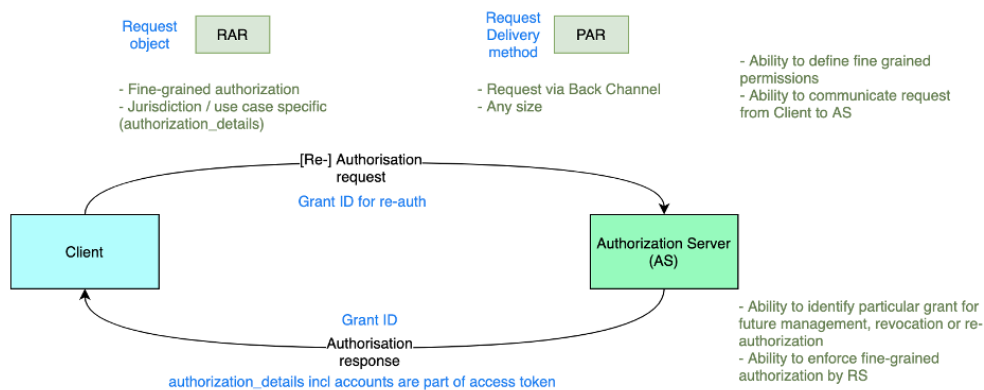 Request
object
RAR
Request
Delivery
method
PAR
- Fine-grained authorization
- Jurisdiction / use case specific
(authorization_details)
- Request via Back Channel
- Any size
- Ability to define fine grained
permissions
- Ability to communicate request
from Client to AS
[Re-] Authorisation
request
Grant ID for re-auth
Client
Authorization Server
(AS)
Grant ID
Authorisation
response
authorization_details incl accounts are part of access token
- Ability to identify particular grant for
future management, revocation or re-
authorization
- Ability to enforce fine-grained
authorization by RS